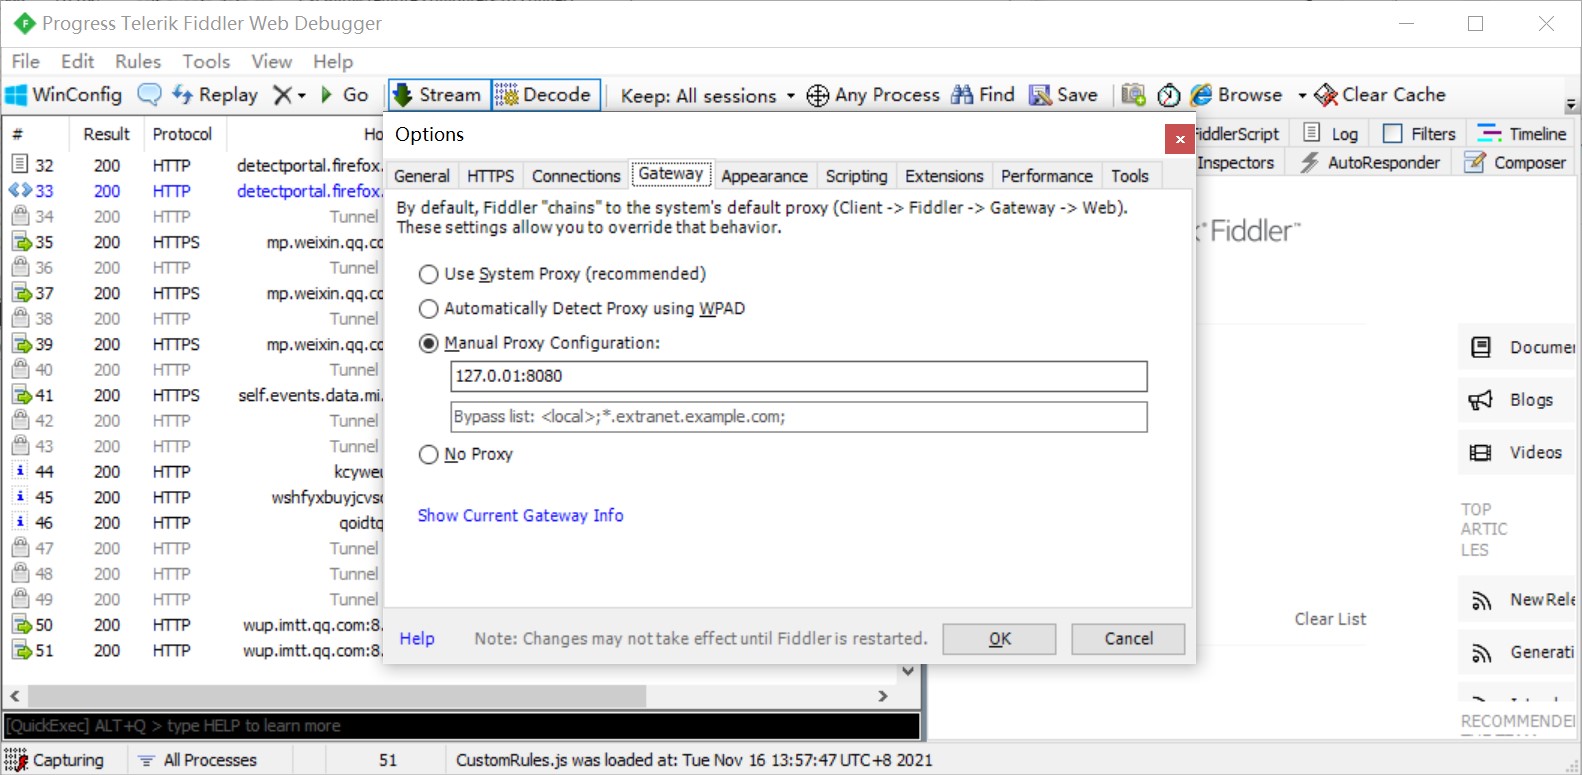 Progress Telerik Fiddler Web Debugger
File Edit Rules Tools View Help
WinConfig Replay Go Stream Decode Keep: All sessions Any Process Find Save Browse Clear Cache
# Result Protocol Ho
32 200 HTTP detectportal.firefox.
33 200 HTTP detectportal.firefox.
34 200 HTTP Tunnel
35 200 HTTPS mp.weixin.qq.co
36 200 HTTP Tunnel
37 200 HTTPS mp.weixin.qq.co
38 200 HTTP Tunnel
39 200 HTTPS mp.weixin.qq.co
40 200 HTTP Tunnel
41 200 HTTPS self.events.data.mi.
42 200 HTTP Tunnel
43 200 HTTP Tunnel
44 200 HTTP kcyweu
45 200 HTTP wshfyxbuyjcvsc
46 200 HTTP qoidtq
47 200 HTTP Tunnel
48 200 HTTP Tunnel
49 200 HTTP Tunnel
50 200 HTTP wup.imtt.qq.com:8.
51 200 HTTP wup.imtt.qq.com:8.
Options
General HTTPS Connections Gateway Appearance Scripting Extensions Performance Tools
By default, Fiddler "chains" to the system's default proxy (Client -> Fiddler -> Gateway -> Web).
These settings allow you to override that behavior.
Use System Proxy (recommended)
Automatically Detect Proxy using WPAD
Manual Proxy Configuration:
127.0.01:8080
Bypass list: <local>;*.extranet.example.com;
No Proxy
Show Current Gateway Info
Help Note: Changes may not take effect until Fiddler is restarted. OK Cancel
iddlerScript Log Filters Timeline
Inspectors AutoResponder Composer
Fiddler™
Documen
Blogs
Videos
TOP
ARTIC
LES
New Rele
Clear List
Generati
RECOMMENDE
[QuickExec] ALT+Q > type HELP to learn more
Capturing All Processes 51 CustomRules.js was loaded at: Tue Nov 16 13:57:47 UTC+8 2021